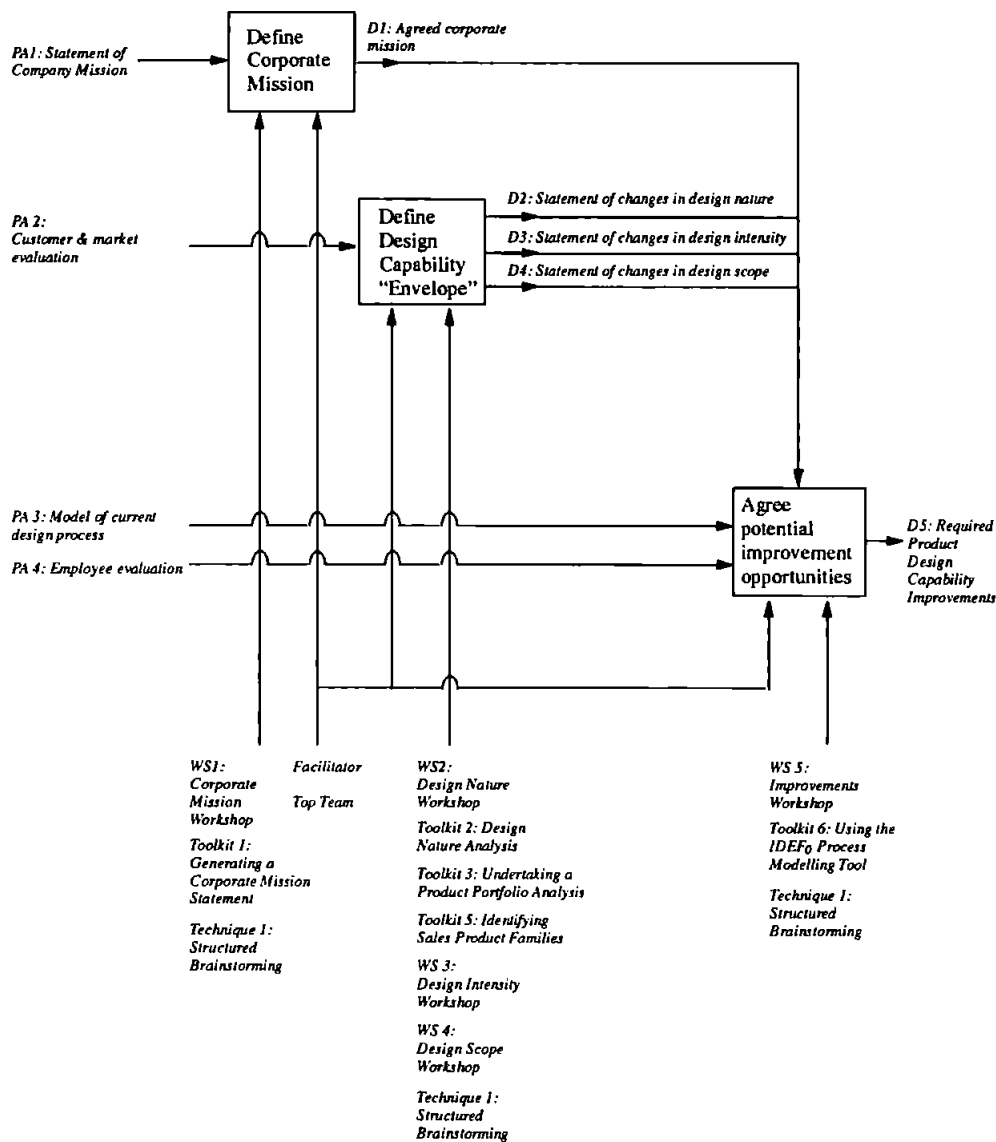 Define
Corporate
Mission
D1: Agreed corporate
mission
PA1: Statement of
Company Mission
PA 2:
Customer & market
evaluation
Define
Design
Capability
“Envelope”
D2: Statement of changes in design nature
D3: Statement of changes in design intensity
D4: Statement of changes in design scope
PA 3: Model of current
design process
PA 4: Employee evaluation
Agree
potential
improvement
opportunities
D5: Required
Product
Design
Capability
Improvements
WS1:
Corporate
Mission
Workshop
Toolkit 1:
Generating a
Corporate Mission
Statement
Technique 1:
Structured
Brainstorming
Facilitator
Top Team
WS2:
Design Nature
Workshop
Toolkit 2: Design
Nature Analysis
Toolkit 3: Undertaking a
Product Portfolio Analysis
Toolkit 5: Identifying
Sales Product Families
WS 3:
Design Intensity
Workshop
WS 4:
Design Scope
Workshop
Technique 1:
Structured
Brainstorming
WS 5:
Improvements
Workshop
Toolkit 6: Using the
IDEF0 Process
Modelling Tool
Technique 1:
Structured
Brainstorming